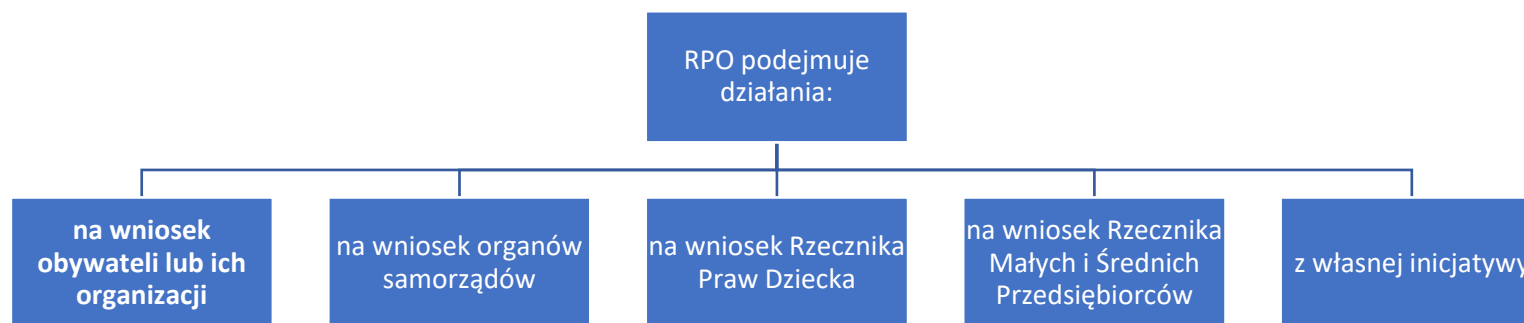 RPO podejmuje
działania:
na wniosek
obywateli lub ich
organizacji
na wniosek organów
samorządów
na wniosek Rzecznika
Praw Dziecka
na wniosek Rzecznika
Małych i Średnich
Przedsiębiorców
z własnej inicjatywy